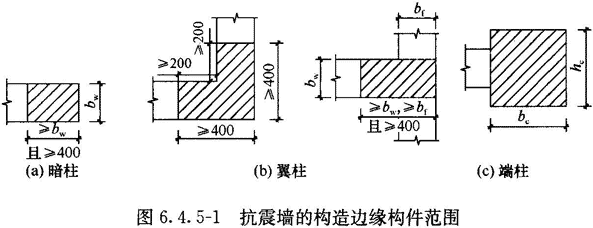 b_w
≥b_w
且≥400
(a) 暗柱
≥200
≥200
≥400
≥400
(b) 翼柱
b_f
b_w
≥b_w,≥b_f
且≥400
h_c
b_c
(c) 端柱
图 6.4.5-1 抗震墙的构造边缘构件范围